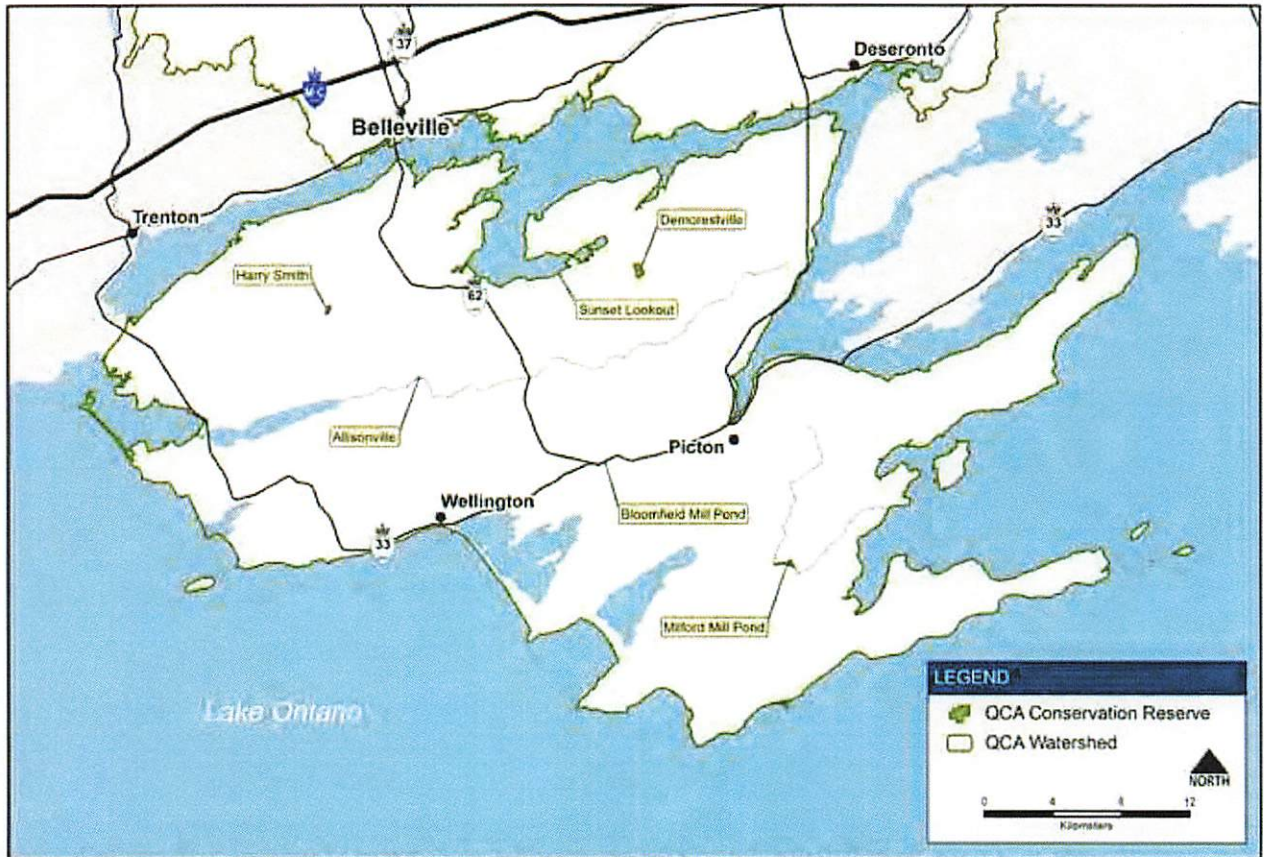 37
Deseronto
Belleville
Trenton
Demorestville
33
Harry Smith
62
Sunset Lookout
Allisonville
Picton
Wellington
Bloomfield Mill Pond
33
Milford Mill Pond
Lake Ontario
LEGEND
QCA Conservation Reserve
QCA Watershed
NORTH
0 4 8 12
Kilometers